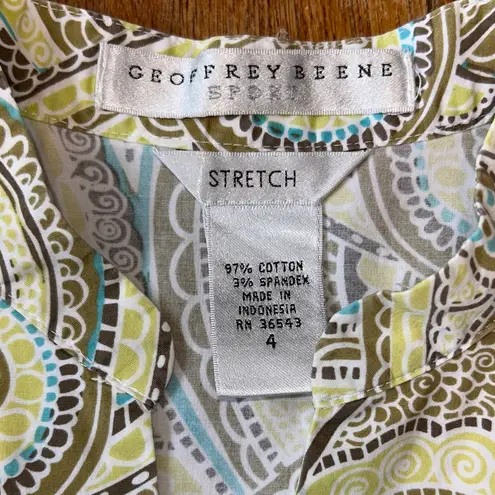 GEOFFREY BEENE
SPORT
STRETCH
97% COTTON
3% SPANDEX
MADE IN
INDONESIA
RN 36543
4